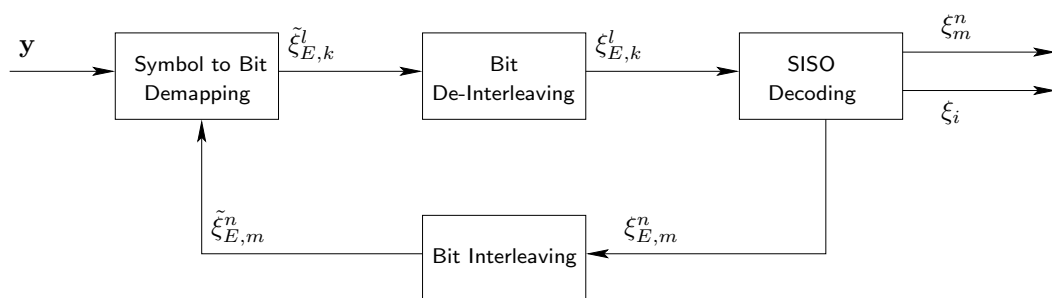 y
Symbol to Bit
Demapping
ξ̃^l_{E,k}
Bit
De-Interleaving
ξ^l_{E,k}
SISO
Decoding
ξ^n_m
ξ_i
ξ̃^n_{E,m}
Bit Interleaving
ξ^n_{E,m}